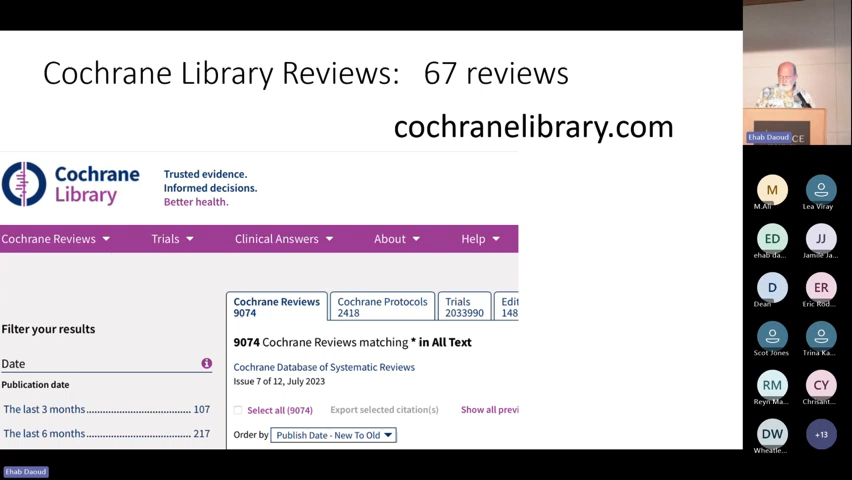 Cochrane Library Reviews: 67 reviews
cochranelibrary.com
Cochrane
Library
Trusted evidence.
Informed decisions.
Better health.
Cochrane Reviews
Trials
Clinical Answers
About
Help
Filter your results
Date
Publication date
The last 3 months 107
The last 6 months 217
Cochrane Reviews
9074
Cochrane Protocols
2418
Trials
2033990
Edit
148
9074 Cochrane Reviews matching * in All Text
Cochrane Database of Systematic Reviews
Issue 7 of 12, July 2023
Select all (9074)
Export selected citation(s)
Show all previ
Order by
Publish Date - New To Old
Ehab Daoud
CE
M
M.Ali
Lea Viray
ED
ehab da...
JJ
Jamile Ja...
D
Dean
ER
Eric Rod...
Scot Jones
Trina Ka...
RM
Reyn Ma...
CY
Chrisant...
DW
Wheatle...
+13
Ehab Daoud